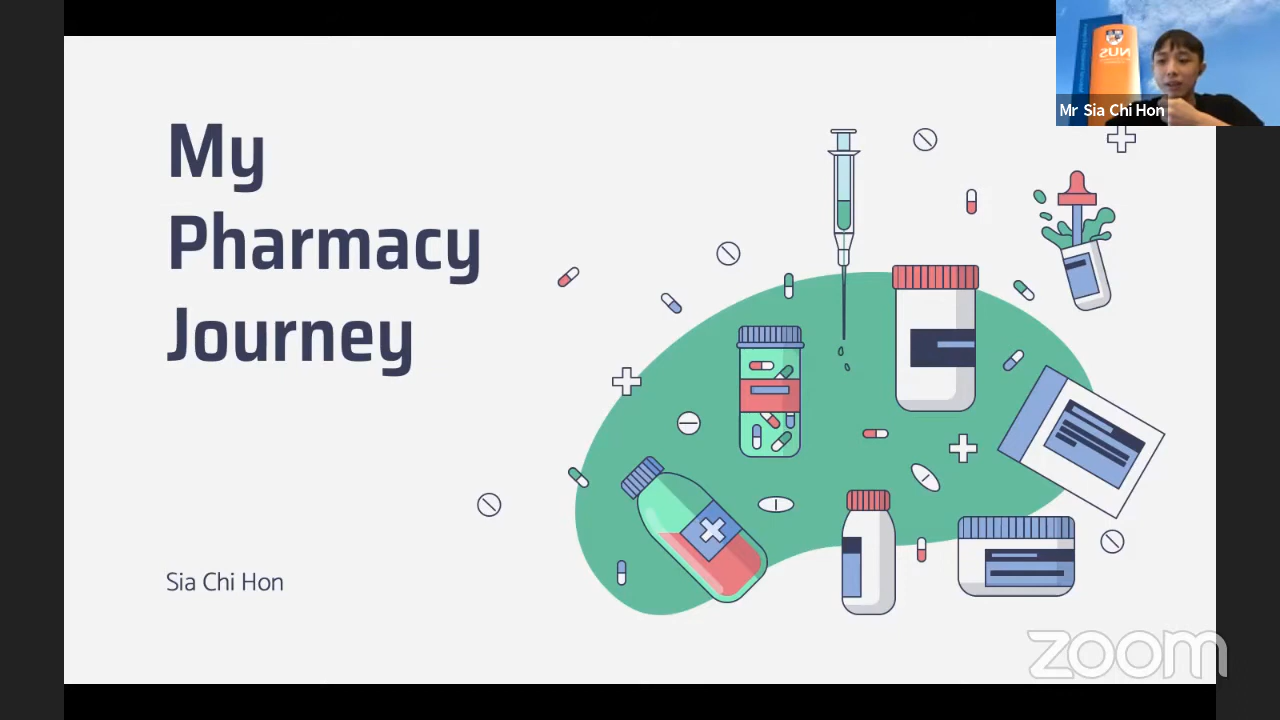 My
Pharmacy
Journey
Sia Chi Hon
NUS
Mr Sia Chi Hon
zoom